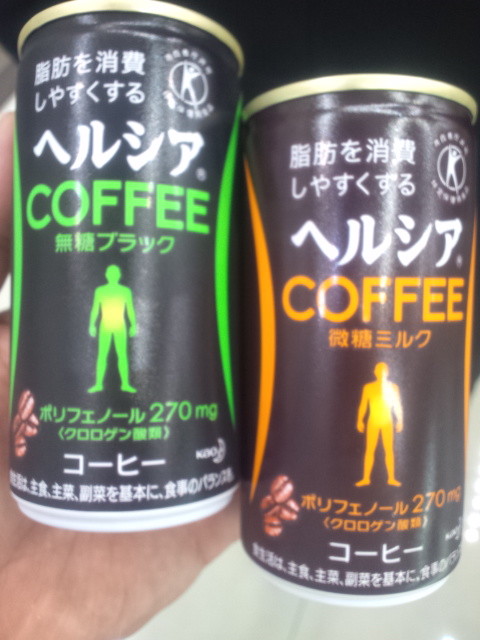 脂肪を消費
しやすくする
ヘルシア®
COFFEE
無糖ブラック
ポリフェノール 270mg
〈クロロゲン酸類〉
コーヒー
Kao
食生活は、主食、主菜、副菜を基本に、食事のバランスを
脂肪を消費
しやすくする
ヘルシア®
COFFEE
微糖ミルク
ポリフェノール 270mg
〈クロロゲン酸類〉
コーヒー
Kao
食生活は、主食、主菜、副菜を基本に、食事の